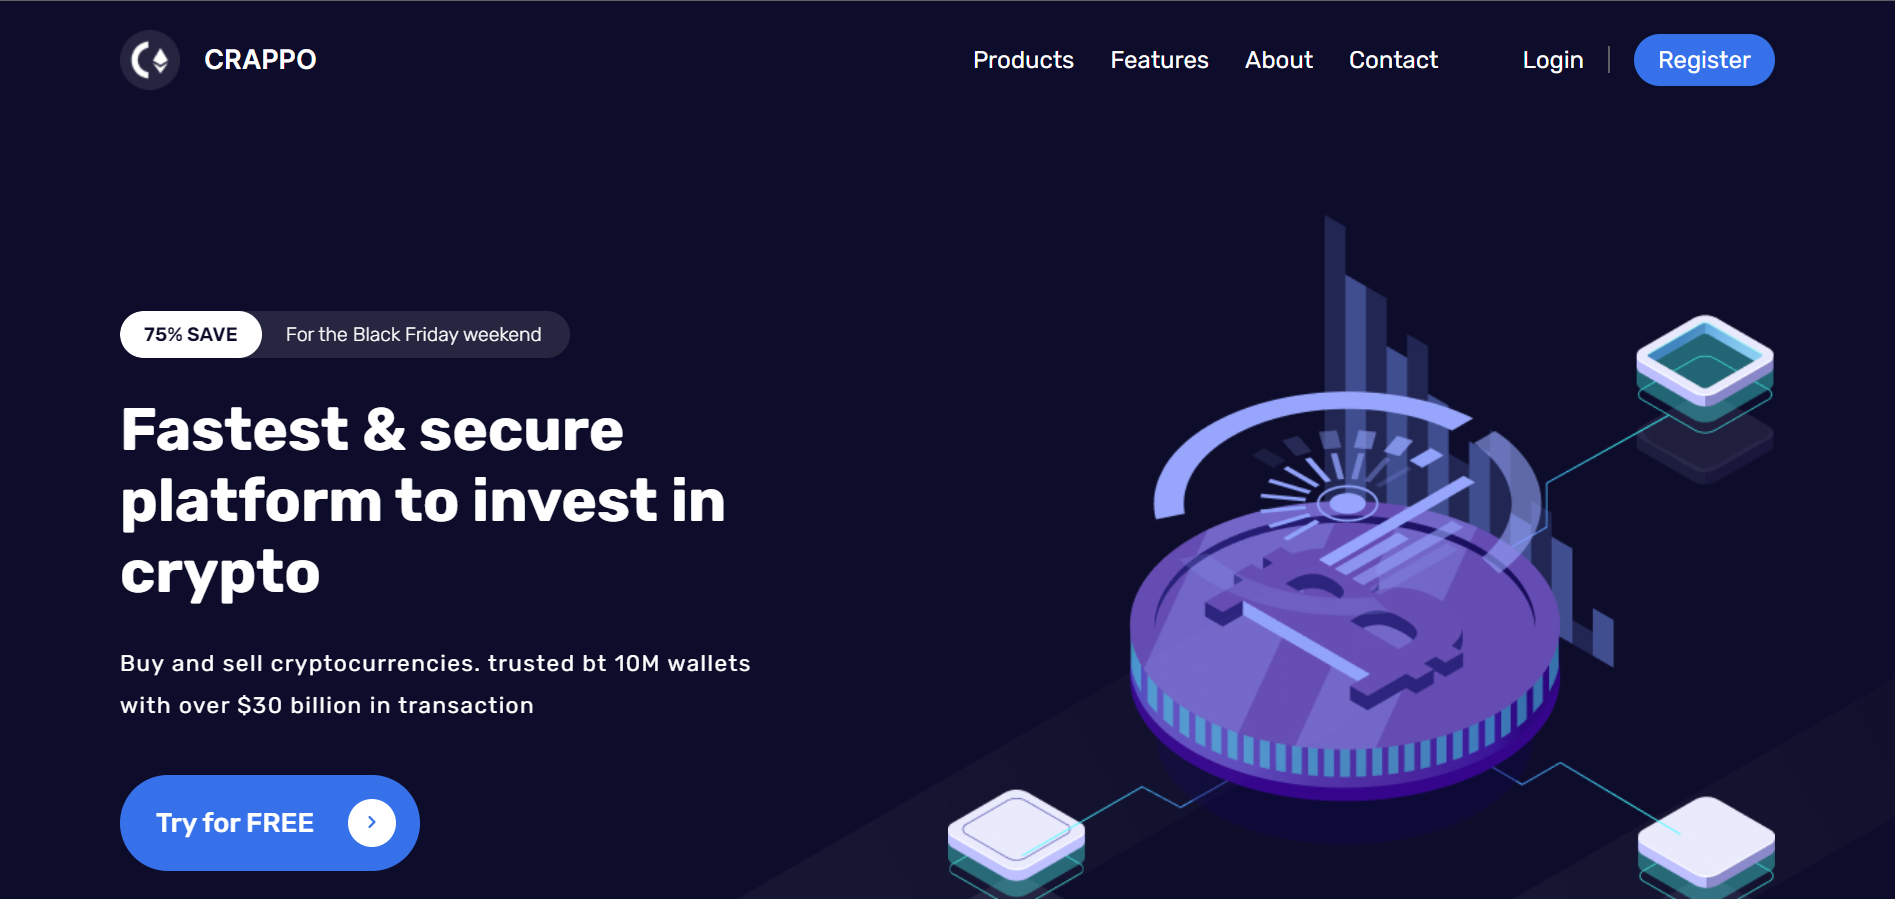 CRAPPO
Products Features About Contact Login Register
75% SAVE For the Black Friday weekend
Fastest & secure
platform to invest in
crypto
Buy and sell cryptocurrencies. trusted bt 10M wallets
with over $30 billion in transaction
Try for FREE